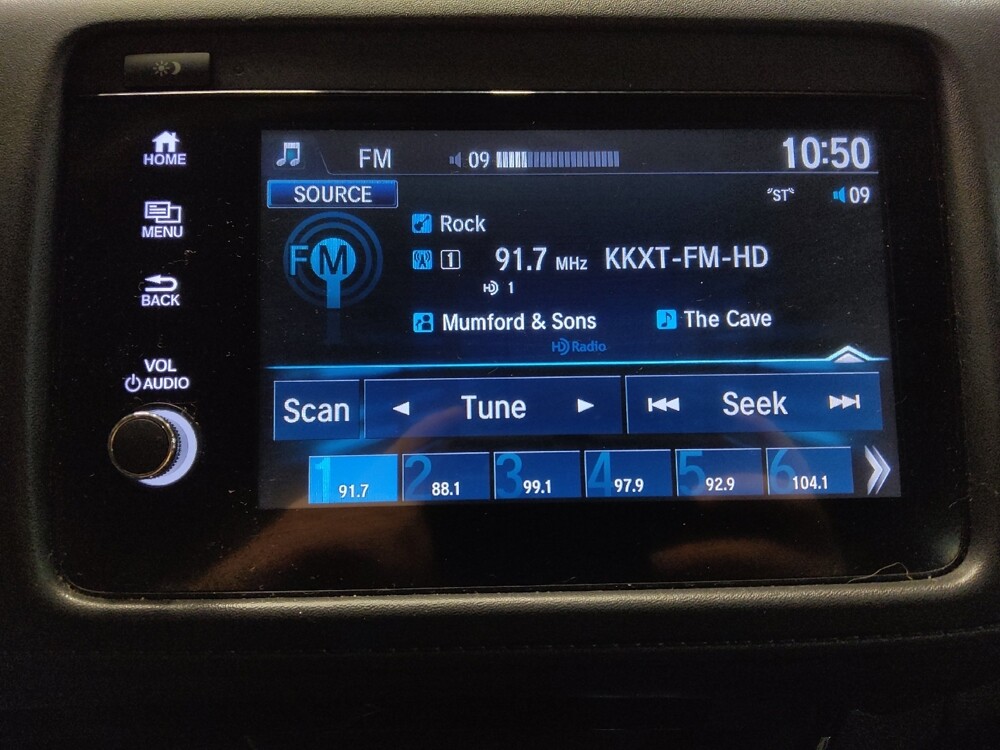 HOME
MENU
BACK
VOL
AUDIO
FM 09 10:50
SOURCE "ST" 09
FM
Rock
1 91.7 MHz KKXT-FM-HD
HD 1
Mumford & Sons The Cave
HD Radio
Scan Tune Seek
1 91.7 2 88.1 3 99.1 4 97.9 5 92.9 6 104.1